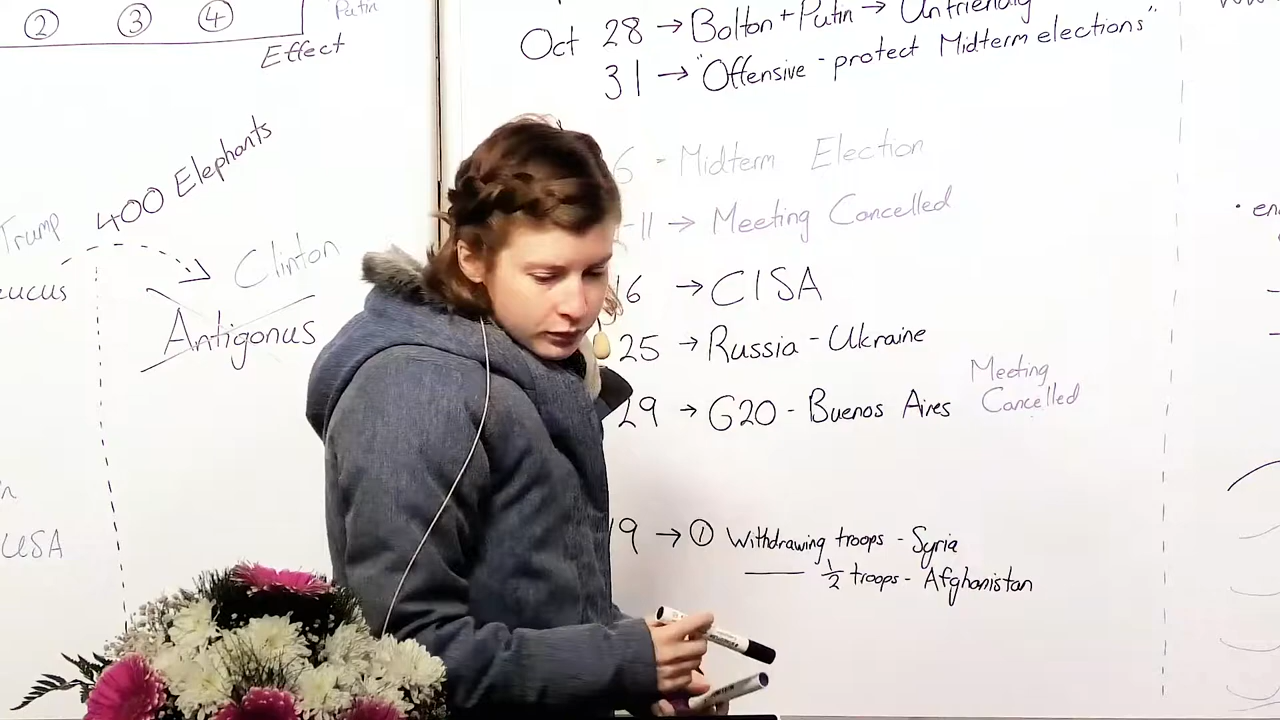 ② ③ ④
Putin
Effect
400 Elephants
Trump
Clinton
Antigonus
USA
Oct 28 → Bolton + Putin → Unfriendly
31 → "Offensive - protect Midterm elections"
6 - Midterm Election
-11 → Meeting Cancelled
16 → CISA
25 → Russia - Ukraine
29 → G20 - Buenos Aires
Meeting
Cancelled
19 → ① Withdrawing troops - Syria
½ troops - Afghanistan